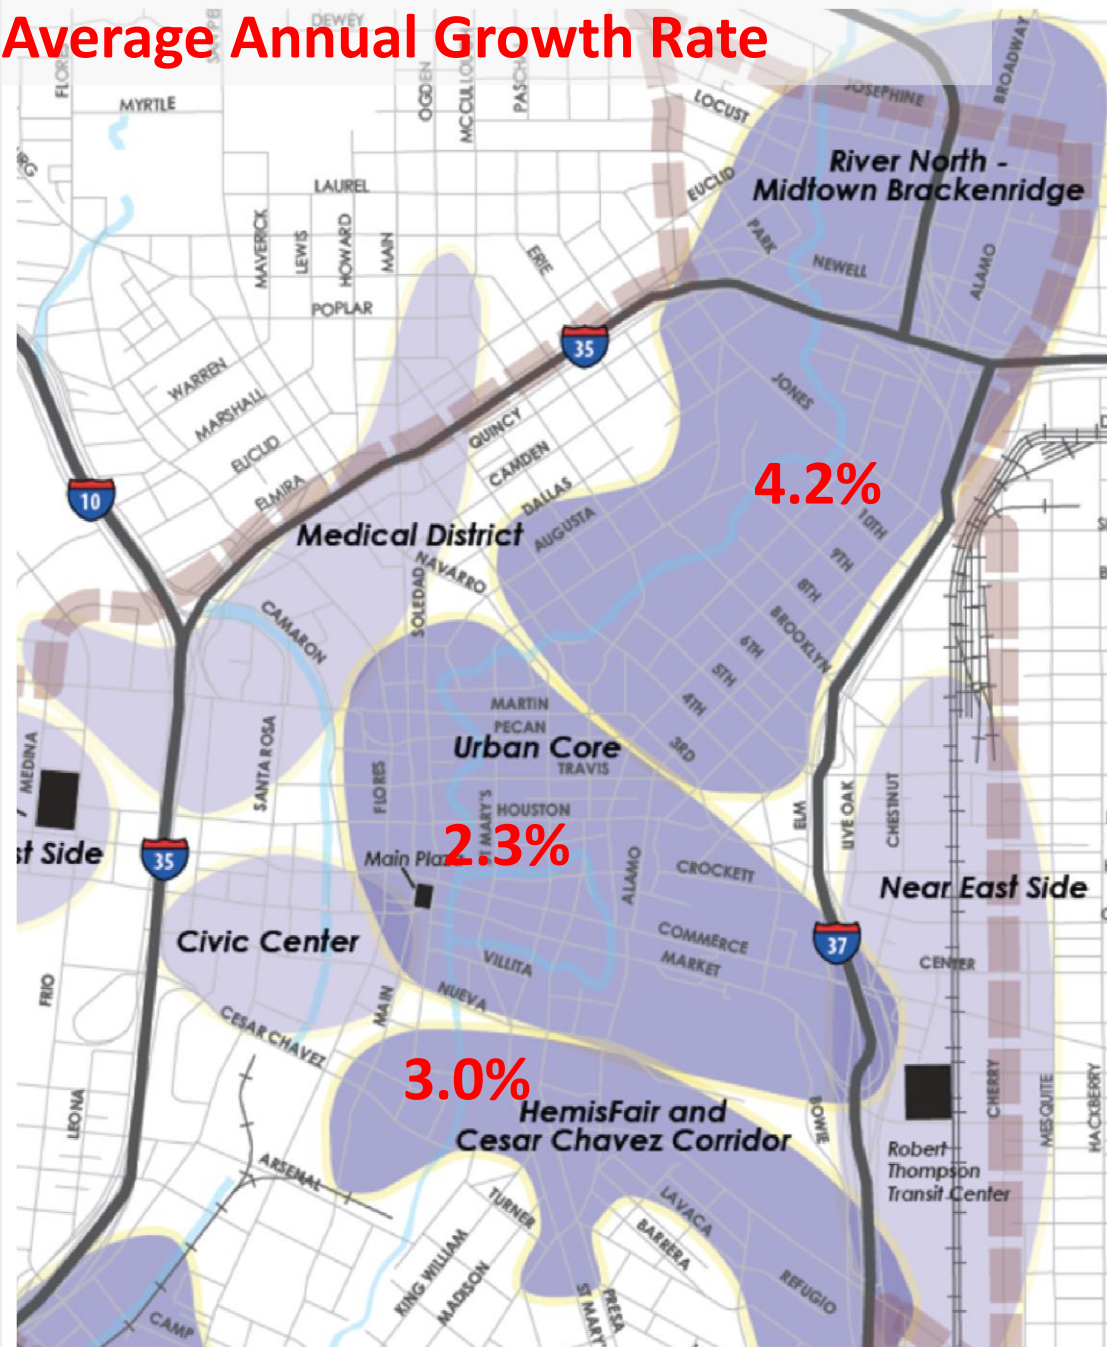 Average Annual Growth Rate
DEWEY
MYRTLE
OGDEN
MCCULLOUGH
LOCUST
JOSEPHINE
BROADWAY
River North -
Midtown Brackenridge
EUCLID
LAUREL
MAVERICK
LEWIS
HOWARD
MAIN
ERIE
PARK
NEWELL
ALAMO
POPLAR
35
WARREN
MARSHALL
EUCLID
ELMIRA
QUINCY
CAMDEN
DALLAS
AUGUSTA
JONES
4.2%
10
Medical District
NAVARRO
SOLEDAD
CAMARON
10TH
9TH
8TH
BROOKLYN
6TH
5TH
4TH
3RD
MARTIN
PECAN
Urban Core
TRAVIS
MEDINA
SANTA ROSA
FLORES
ST MARY'S
HOUSTON
2.3%
ELM
LIVE OAK
CHESTNUT
st Side
35
Main Plaza
ALAMO
CROCKETT
Near East Side
Civic Center
COMMERCE
MARKET
37
CENTER
VILLITA
NUEVA
FRIO
MAIN
CESAR CHAVEZ
3.0%
HemisFair and
Cesar Chavez Corridor
LEONA
BOWIE
CHERRY
MESQUITE
HACKBERRY
Robert
Thompson
Transit Center
ARSENAL
TURNER
LAVACA
BARRERA
KING WILLIAM
MADISON
ST MARY'
PRESA
REFUGIO
CAMP